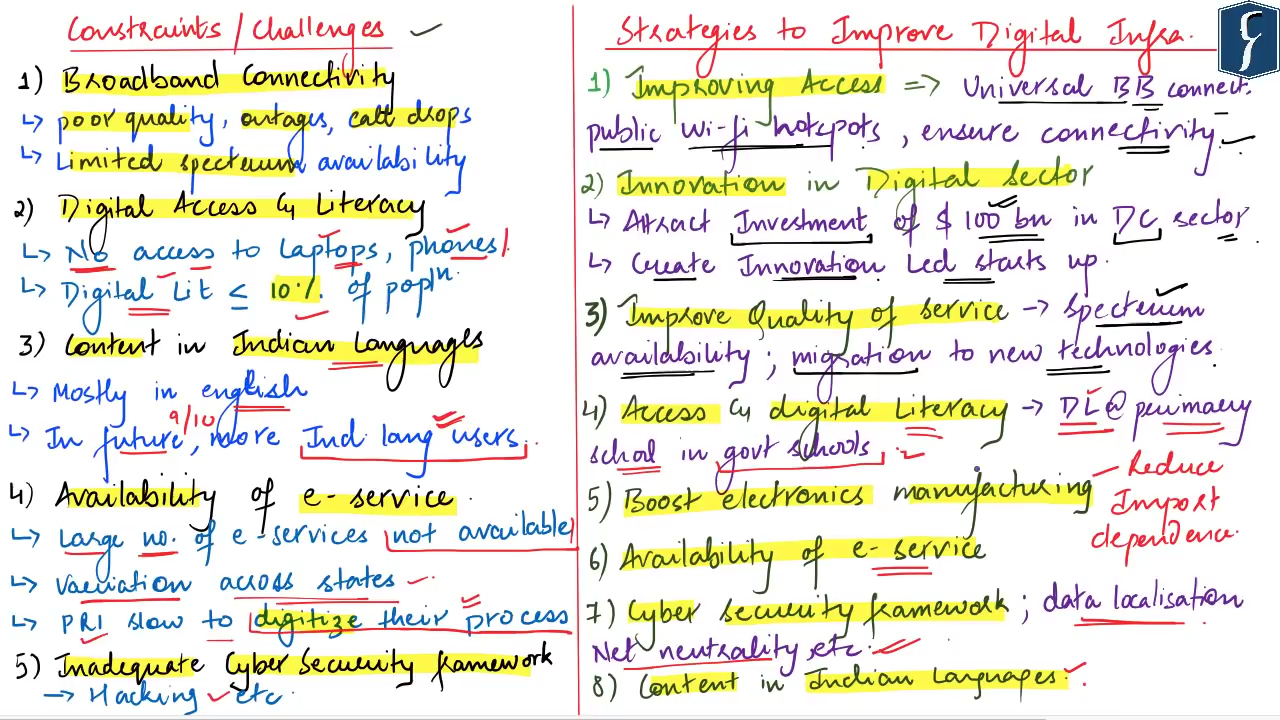 Constraints / Challenges
1) Broadband Connectivity
↳ poor quality, outages, call drops
↳ Limited spectrum availability
2) Digital Access & Literacy
↳ No access to laptops, phones
↳ Digital Lit ≤ 10% of popln.
3) Content in Indian Languages
↳ Mostly in english
9/10
↳ In future, more Ind lang users.
4) Availability of e-service.
↳ Large no. of e-services not available
↳ Variation across states
↳ PRI slow to digitize their process
5) Inadequate Cyber Security framework
→ Hacking etc.
Strategies to Improve Digital Infra.
1) Improving Access => Universal BB connect.
public wi-fi hotspots, ensure connectivity
2) Innovation in Digital Sector
↳ Attract Investment of $ 100 bn in DC sector
↳ Create Innovation Led starts up.
3) Improve Quality of service → spectrum
availability ; migration to new technologies.
4) Access & digital Literacy → DL @ primary
school in govt schools.
5) Boost electronics manufacturing
– Reduce
Import
dependence.
6) Availability of e-service
7) Cyber security framework ; data localisation
Net neutrality, etc.
8) Content in Indian Languages.